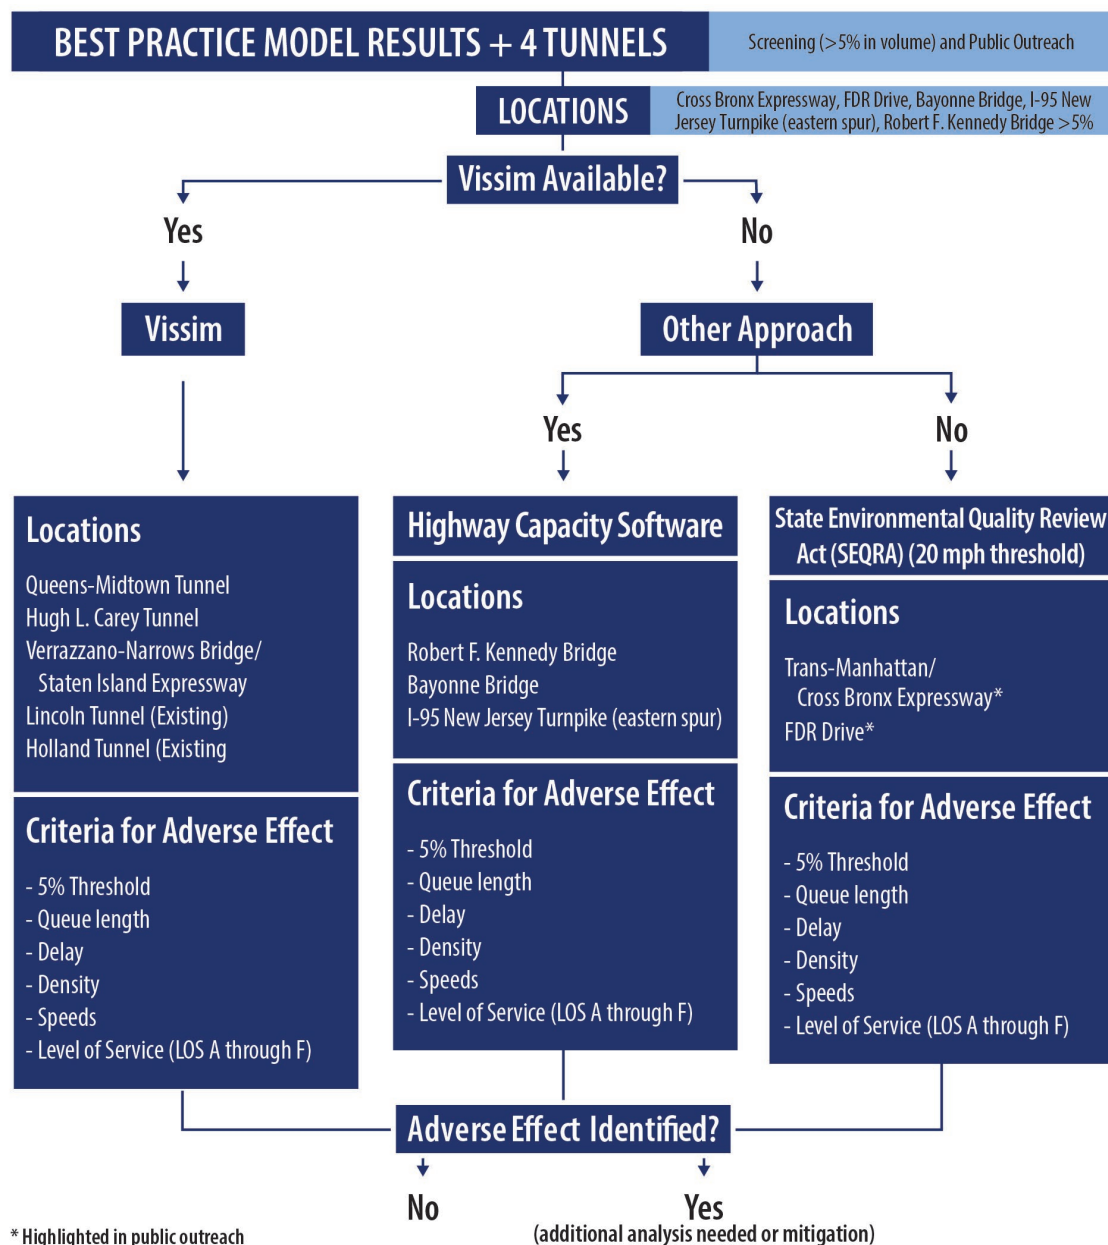 BEST PRACTICE MODEL RESULTS + 4 TUNNELS
Screening (>5% in volume) and Public Outreach
LOCATIONS
Cross Bronx Expressway, FDR Drive, Bayonne Bridge, I-95 New
Jersey Turnpike (eastern spur), Robert F. Kennedy Bridge >5%
Vissim Available?
Yes
No
Vissim
Other Approach
Yes
No
Locations
Queens-Midtown Tunnel
Hugh L. Carey Tunnel
Verrazzano-Narrows Bridge/
Staten Island Expressway
Lincoln Tunnel (Existing)
Holland Tunnel (Existing
Criteria for Adverse Effect
- 5% Threshold
- Queue length
- Delay
- Density
- Speeds
- Level of Service (LOS A through F)
Highway Capacity Software
Locations
Robert F. Kennedy Bridge
Bayonne Bridge
I-95 New Jersey Turnpike (eastern spur)
Criteria for Adverse Effect
- 5% Threshold
- Queue length
- Delay
- Density
- Speeds
- Level of Service (LOS A through F)
State Environmental Quality Review
Act (SEQRA) (20 mph threshold)
Locations
Trans-Manhattan/
Cross Bronx Expressway*
FDR Drive*
Criteria for Adverse Effect
- 5% Threshold
- Queue length
- Delay
- Density
- Speeds
- Level of Service (LOS A through F)
Adverse Effect Identified?
No
Yes
(additional analysis needed or mitigation)
* Highlighted in public outreach